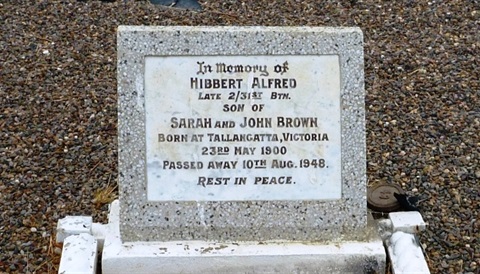 In Memory of
HIBBERT ALFRED
LATE 2/31ST BTN.
SON OF
SARAH AND JOHN BROWN
BORN AT TALLANGATTA, VICTORIA
23RD MAY 1900
PASSED AWAY 10TH AUG. 1948.
REST IN PEACE.